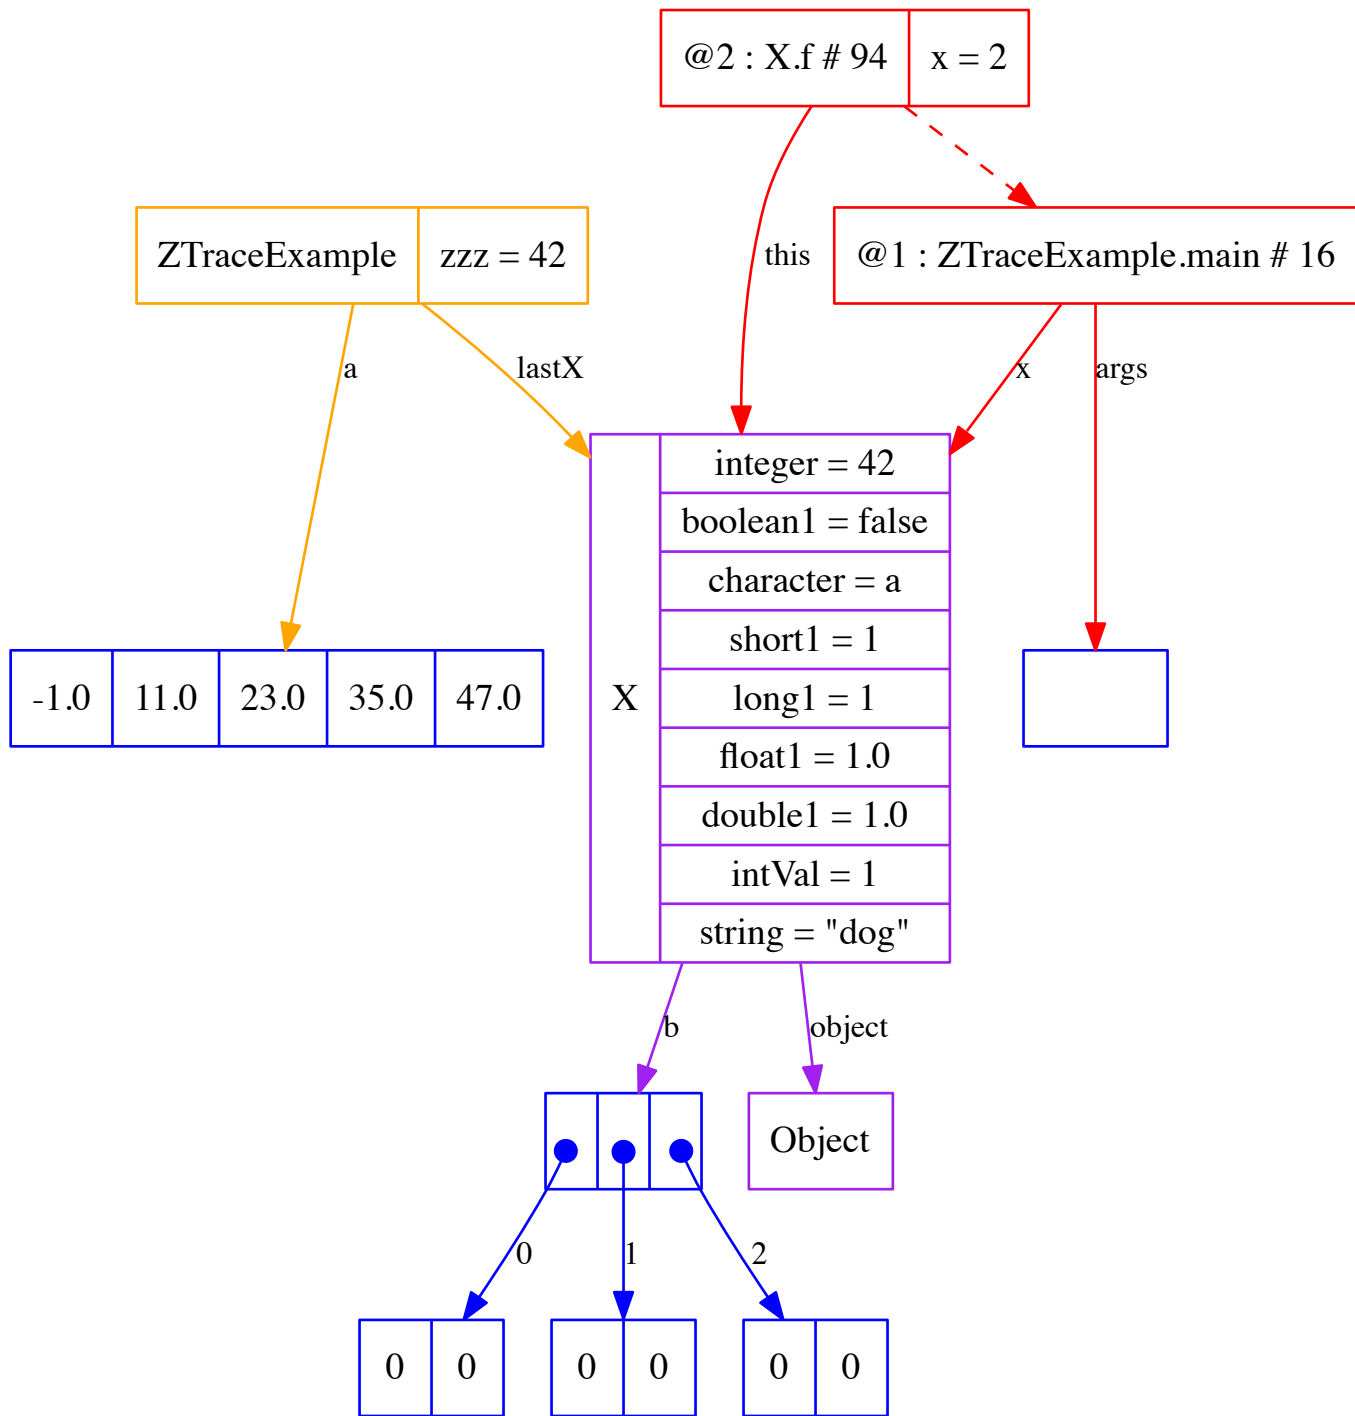 @2 : X.f # 94
x = 2
ZTraceExample
zzz = 42
this
@1 : ZTraceExample.main # 16
a
lastX
x
args
integer = 42
boolean1 = false
character = a
short1 = 1
-1.0
11.0
23.0
35.0
47.0
X
long1 = 1
float1 = 1.0
double1 = 1.0
intVal = 1
string = "dog"
b
object
Object
0
1
2
0
0
0
0
0
0